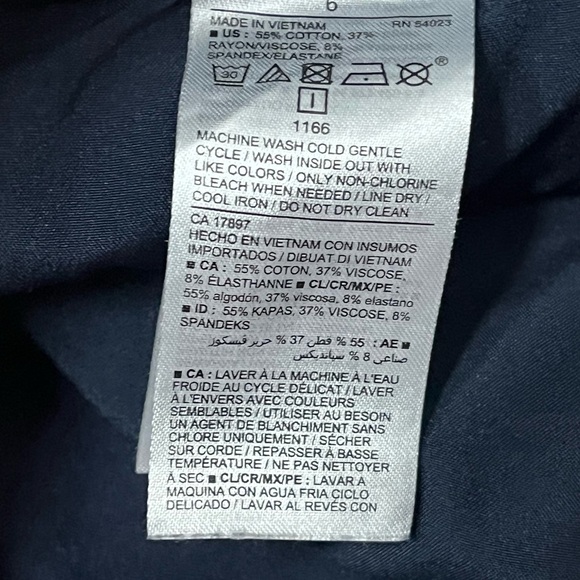 6
MADE IN VIETNAM RN 54023
■ US : 55% COTTON, 37%
RAYON/VISCOSE, 8%
SPANDEX/ELASTANE
30
®
I
1166
MACHINE WASH COLD GENTLE
CYCLE / WASH INSIDE OUT WITH
LIKE COLORS / ONLY NON-CHLORINE
BLEACH WHEN NEEDED / LINE DRY /
COOL IRON / DO NOT DRY CLEAN
CA 17897
HECHO EN VIETNAM CON INSUMOS
IMPORTADOS / DIBUAT DI VIETNAM
■ CA : 55% COTON, 37% VISCOSE,
8% ÉLASTHANNE ■ CL/CR/MX/PE :
55% algodón, 37% viscosa, 8% elastano
■ ID : 55% KAPAS, 37% VISCOSE, 8%
SPANDEKS
■ AE : 55 % قطن 37 % حرير فيسكوز
صناعي 8 % سباندیكس
■ CA : LAVER À LA MACHINE À L'EAU
FROIDE AU CYCLE DÉLICAT / LAVER
À L'ENVERS AVEC COULEURS
SEMBLABLES / UTILISER AU BESOIN
UN AGENT DE BLANCHIMENT SANS
CHLORE UNIQUEMENT / SÉCHER
SUR CORDE / REPASSER À BASSE
TEMPÉRATURE / NE PAS NETTOYER
À SEC ■ CL/CR/MX/PE : LAVAR A
MAQUINA CON AGUA FRIA CICLO
DELICADO / LAVAR AL REVÉS CON